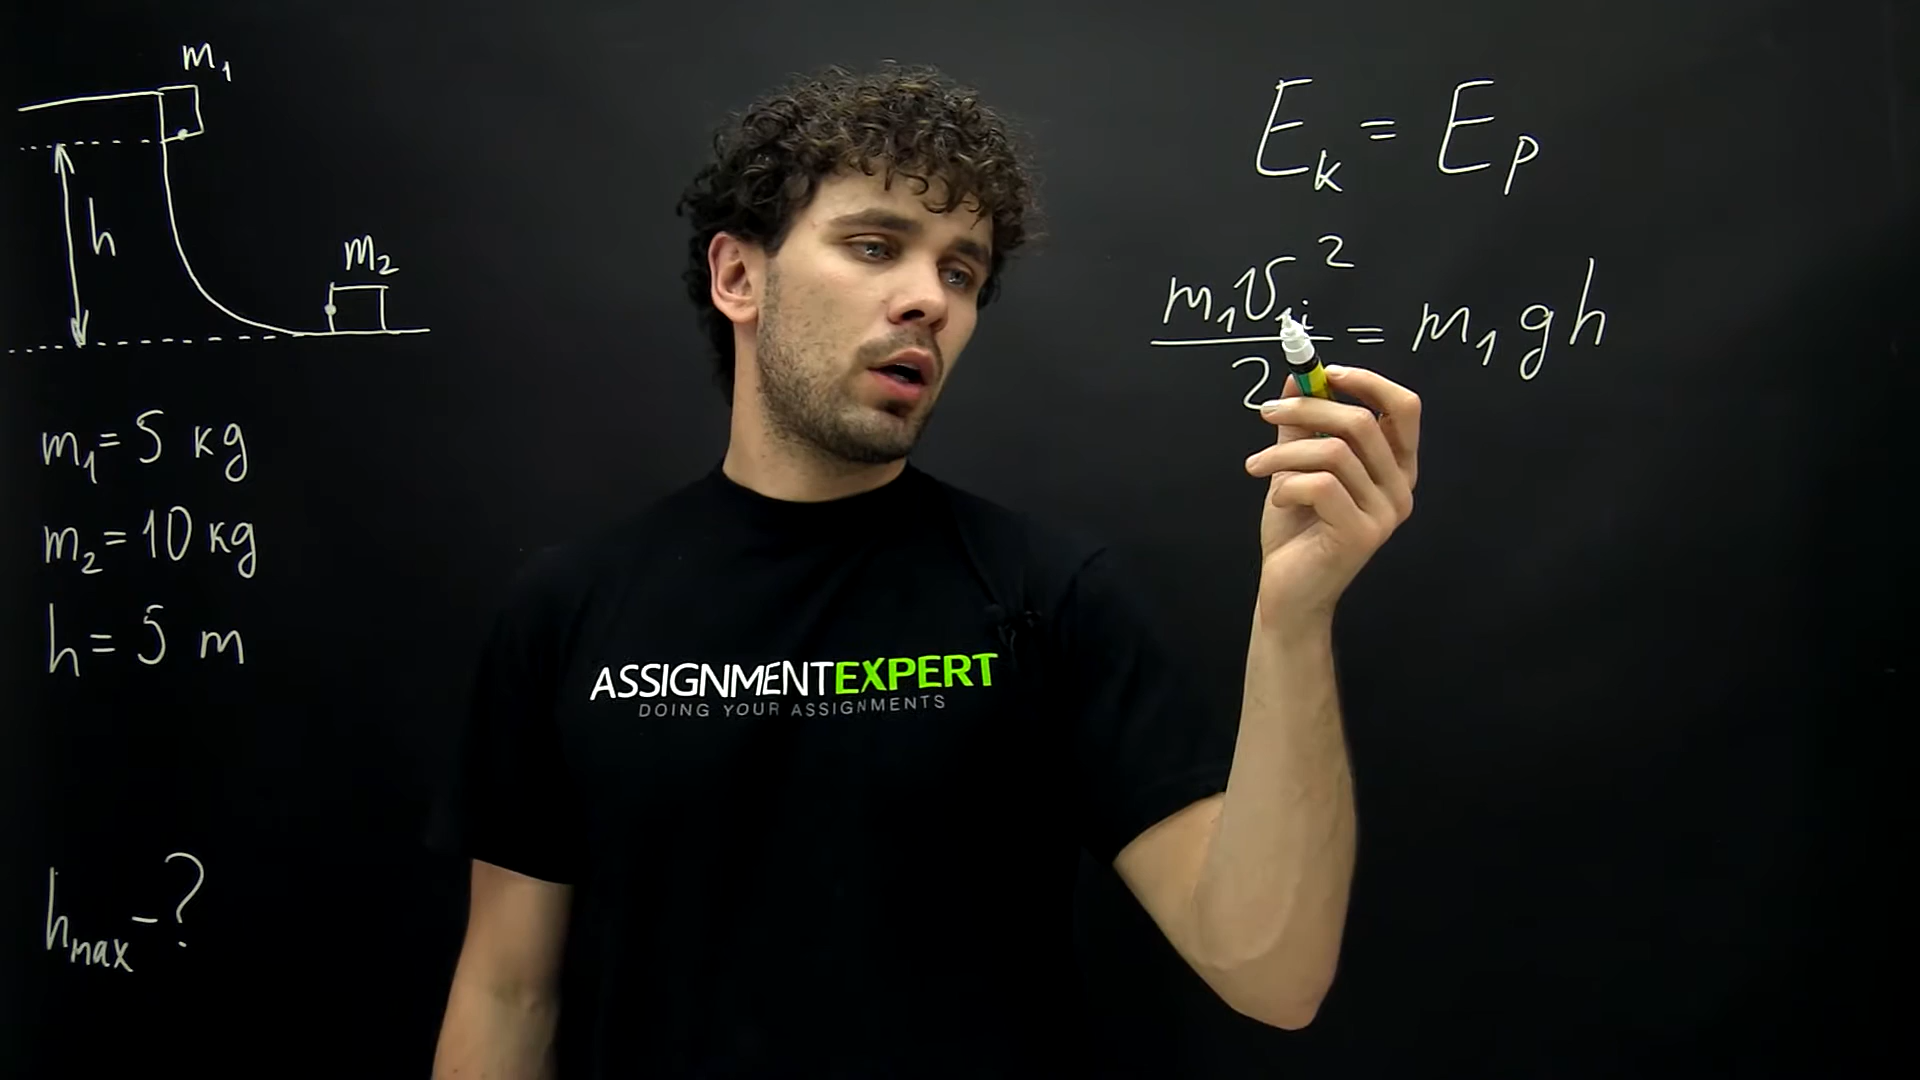 m₁
h
m₂
m₁ = 5 kg
m₂ = 10 kg
h = 5 m
hmax - ?
Eₖ = Eₚ
m₁v₁ᵢ²/2 = m₁gh
ASSIGNMENTEXPERT
DOING YOUR ASSIGNMENTS